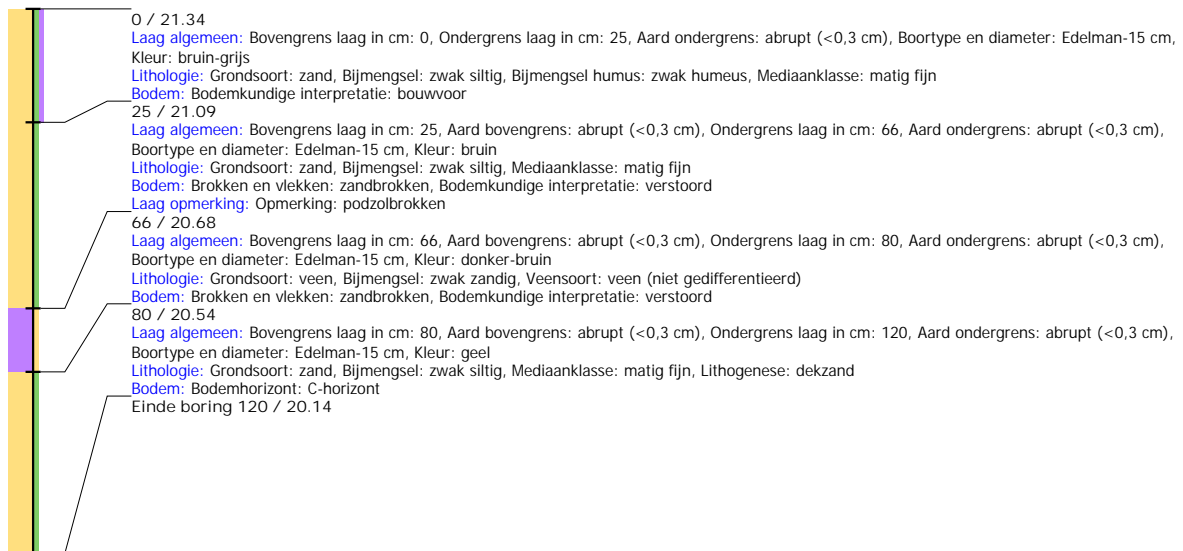 0 / 21.34
Laag algemeen: Bovengrens laag in cm: 0, Ondergrens laag in cm: 25, Aard ondergrens: abrupt (<0,3 cm), Boortype en diameter: Edelman-15 cm,
Kleur: bruin-grijs
Lithologie: Grondsoort: zand, Bijmengsel: zwak siltig, Bijmengsel humus: zwak humeus, Mediaanklasse: matig fijn
Bodem: Bodemkundige interpretatie: bouwvoor
25 / 21.09
Laag algemeen: Bovengrens laag in cm: 25, Aard bovengrens: abrupt (<0,3 cm), Ondergrens laag in cm: 66, Aard ondergrens: abrupt (<0,3 cm),
Boortype en diameter: Edelman-15 cm, Kleur: bruin
Lithologie: Grondsoort: zand, Bijmengsel: zwak siltig, Mediaanklasse: matig fijn
Bodem: Brokken en vlekken: zandbrokken, Bodemkundige interpretatie: verstoord
Laag opmerking: Opmerking: podzolbrokken
66 / 20.68
Laag algemeen: Bovengrens laag in cm: 66, Aard bovengrens: abrupt (<0,3 cm), Ondergrens laag in cm: 80, Aard ondergrens: abrupt (<0,3 cm),
Boortype en diameter: Edelman-15 cm, Kleur: donker-bruin
Lithologie: Grondsoort: veen, Bijmengsel: zwak zandig, Veensoort: veen (niet gedifferentieerd)
Bodem: Brokken en vlekken: zandbrokken, Bodemkundige interpretatie: verstoord
80 / 20.54
Laag algemeen: Bovengrens laag in cm: 80, Aard bovengrens: abrupt (<0,3 cm), Ondergrens laag in cm: 120, Aard ondergrens: abrupt (<0,3 cm),
Boortype en diameter: Edelman-15 cm, Kleur: geel
Lithologie: Grondsoort: zand, Bijmengsel: zwak siltig, Mediaanklasse: matig fijn, Lithogenese: dekzand
Bodem: Bodemhorizont: C-horizont
Einde boring 120 / 20.14